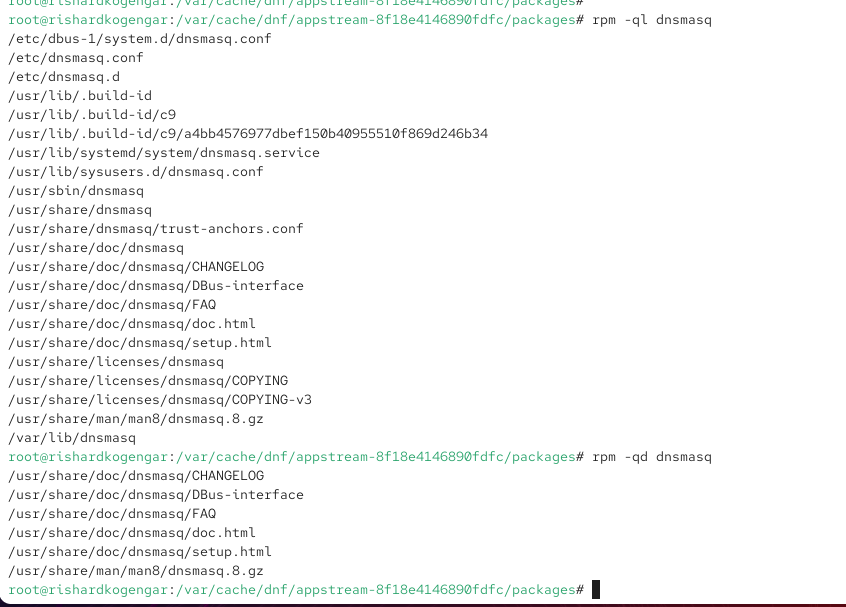 root@rishardkogengar:/var/cache/dnf/appstream-8f18e4146890fdfc/packages#
root@rishardkogengar:/var/cache/dnf/appstream-8f18e4146890fdfc/packages# rpm -ql dnsmasq
/etc/dbus-1/system.d/dnsmasq.conf
/etc/dnsmasq.conf
/etc/dnsmasq.d
/usr/lib/.build-id
/usr/lib/.build-id/c9
/usr/lib/.build-id/c9/a4bb4576977dbef150b40955510f869d246b34
/usr/lib/systemd/system/dnsmasq.service
/usr/lib/sysusers.d/dnsmasq.conf
/usr/sbin/dnsmasq
/usr/share/dnsmasq
/usr/share/dnsmasq/trust-anchors.conf
/usr/share/doc/dnsmasq
/usr/share/doc/dnsmasq/CHANGELOG
/usr/share/doc/dnsmasq/DBus-interface
/usr/share/doc/dnsmasq/FAQ
/usr/share/doc/dnsmasq/doc.html
/usr/share/doc/dnsmasq/setup.html
/usr/share/licenses/dnsmasq
/usr/share/licenses/dnsmasq/COPYING
/usr/share/licenses/dnsmasq/COPYING-v3
/usr/share/man/man8/dnsmasq.8.gz
/var/lib/dnsmasq
root@rishardkogengar:/var/cache/dnf/appstream-8f18e4146890fdfc/packages# rpm -qd dnsmasq
/usr/share/doc/dnsmasq/CHANGELOG
/usr/share/doc/dnsmasq/DBus-interface
/usr/share/doc/dnsmasq/FAQ
/usr/share/doc/dnsmasq/doc.html
/usr/share/doc/dnsmasq/setup.html
/usr/share/man/man8/dnsmasq.8.gz
root@rishardkogengar:/var/cache/dnf/appstream-8f18e4146890fdfc/packages#